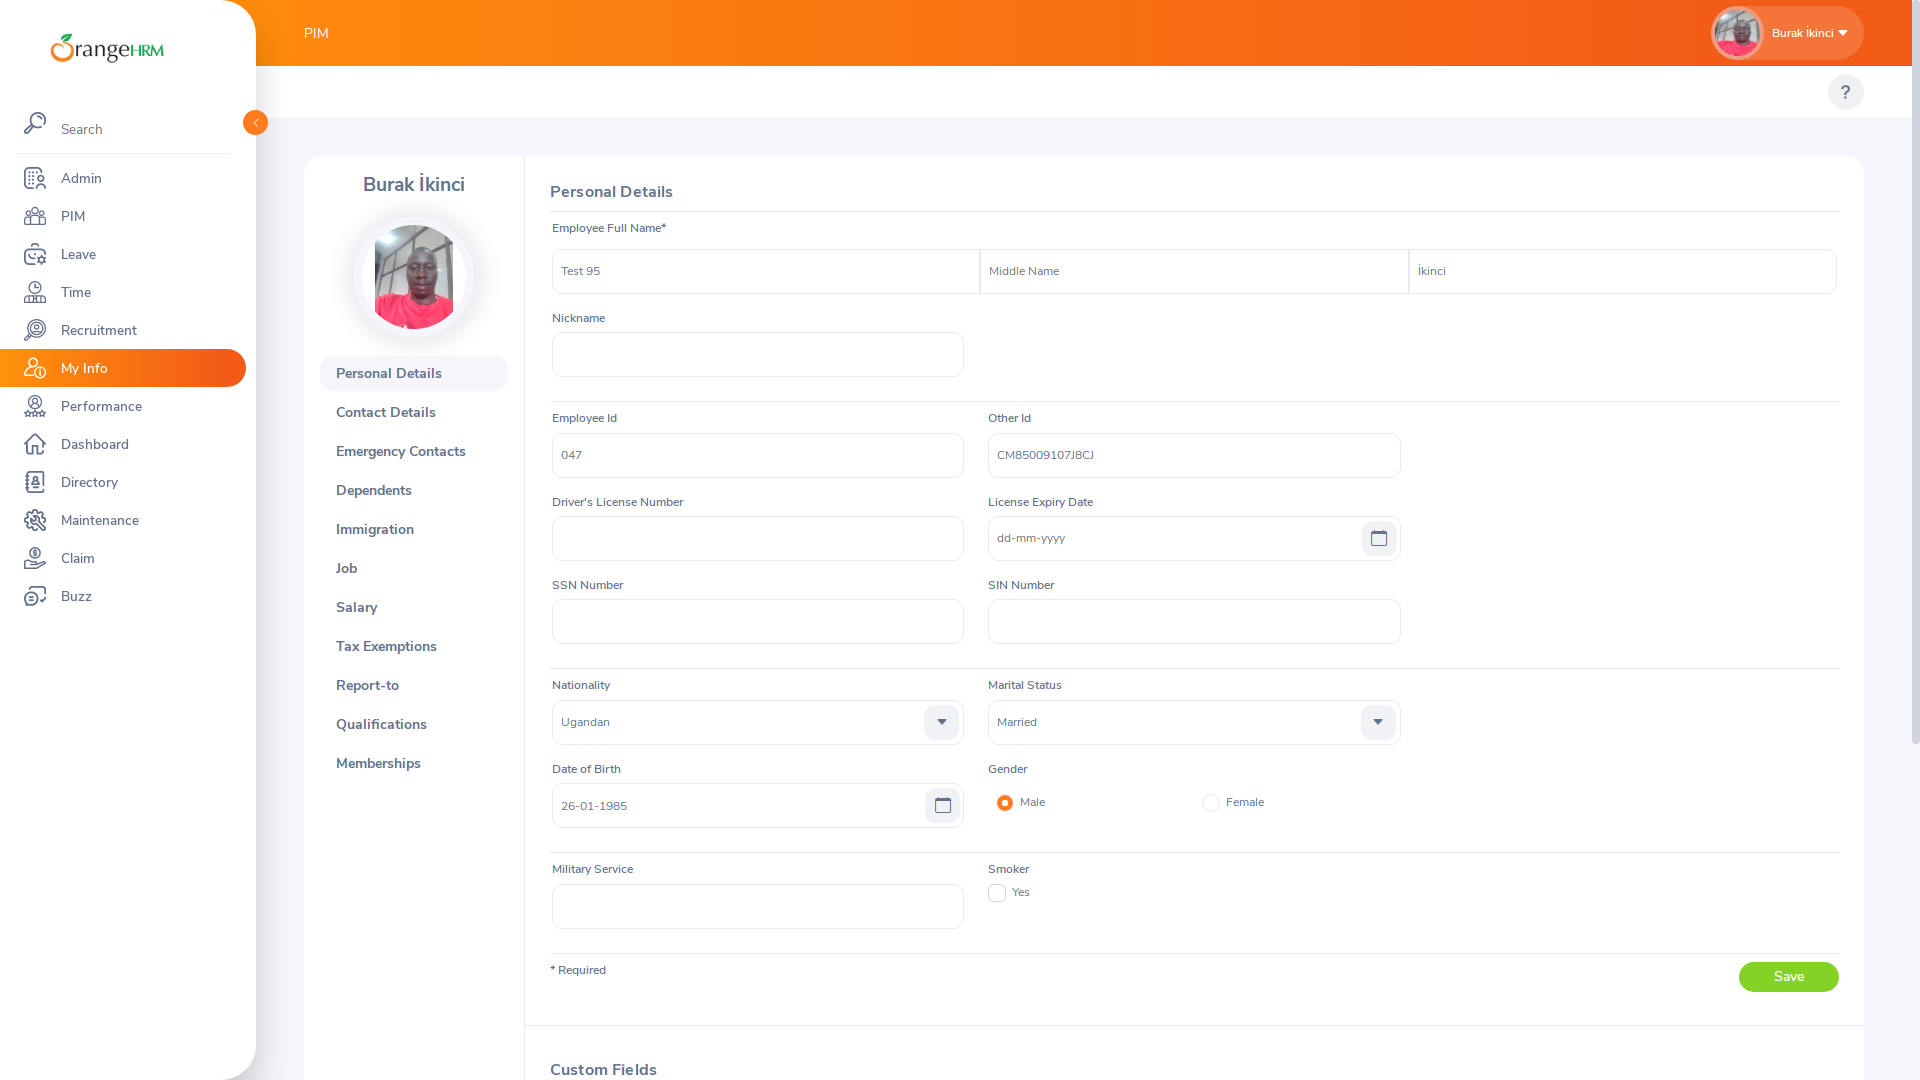 OrangeHRM
PIM
Burak İkinci
?
Search
Admin
PIM
Leave
Time
Recruitment
My Info
Performance
Dashboard
Directory
Maintenance
Claim
Buzz
Burak İkinci
Personal Details
Contact Details
Emergency Contacts
Dependents
Immigration
Job
Salary
Tax Exemptions
Report-to
Qualifications
Memberships
Personal Details
Employee Full Name*
Test 95 Middle Name İkinci
Nickname
Employee Id Other Id
047 CM85009107J8CJ
Driver's License Number License Expiry Date
dd-mm-yyyy
SSN Number SIN Number
Nationality Marital Status
Ugandan Married
Date of Birth Gender
26-01-1985 Male Female
Military Service Smoker
Yes
* Required Save
Custom Fields